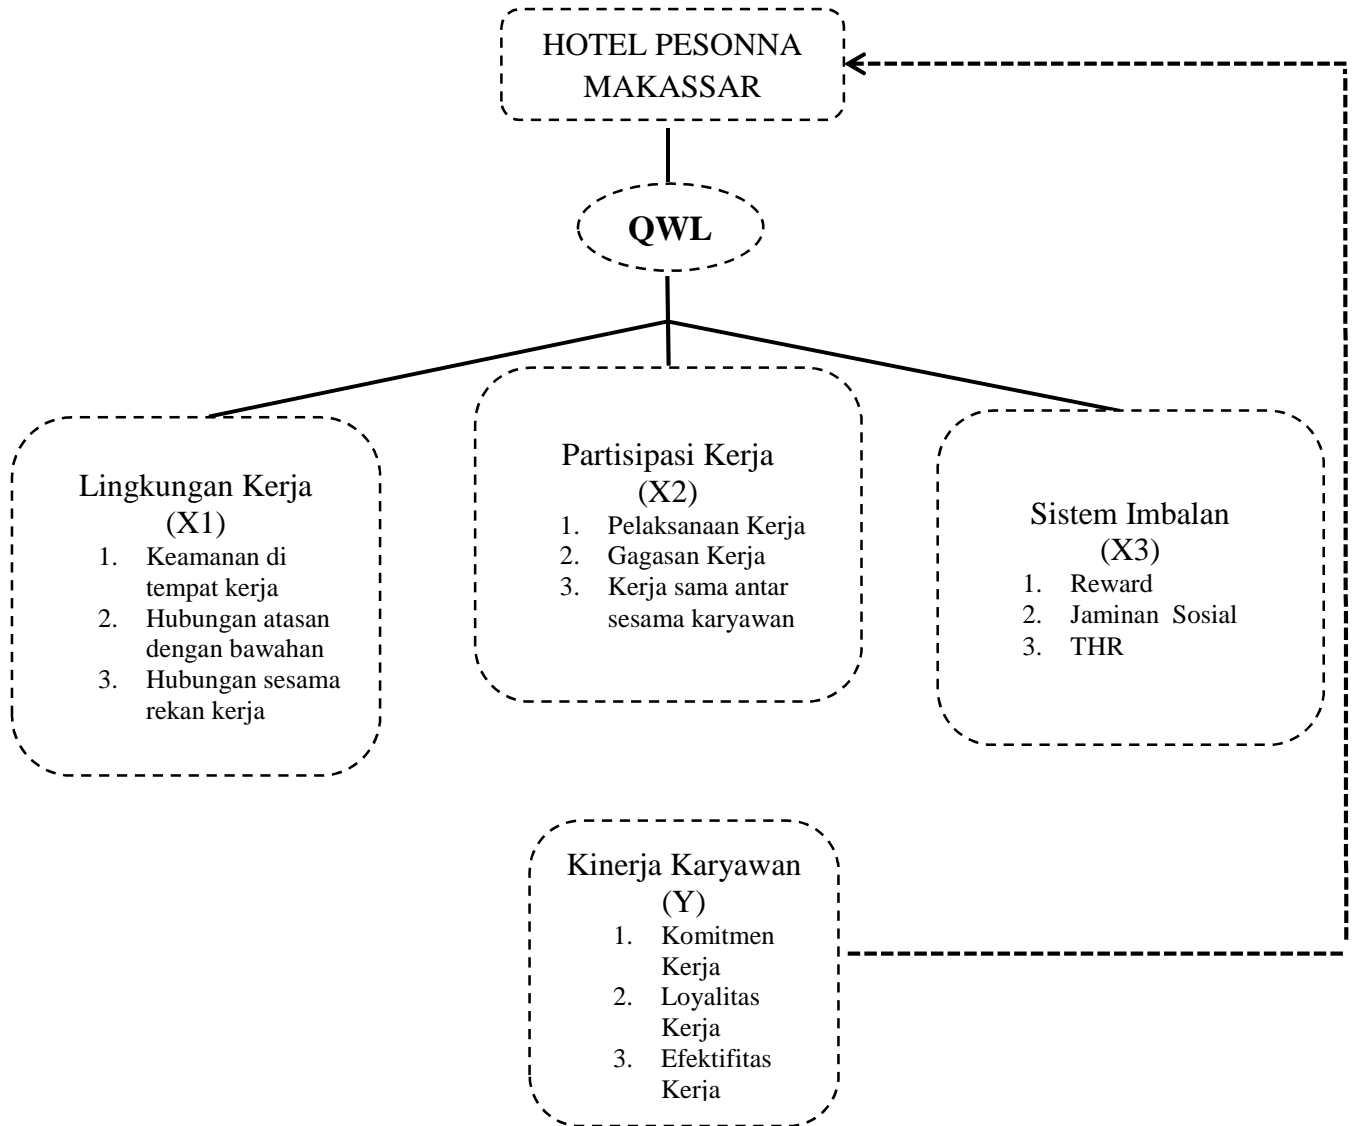 HOTEL PESONNA
MAKASSAR
QWL
Lingkungan Kerja
(X1)
1. Keamanan di
tempat kerja
2. Hubungan atasan
dengan bawahan
3. Hubungan sesama
rekan kerja
Partisipasi Kerja
(X2)
1. Pelaksanaan Kerja
2. Gagasan Kerja
3. Kerja sama antar
sesama karyawan
Sistem Imbalan
(X3)
1. Reward
2. Jaminan Sosial
3. THR
Kinerja Karyawan
(Y)
1. Komitmen
Kerja
2. Loyalitas
Kerja
3. Efektifitas
Kerja